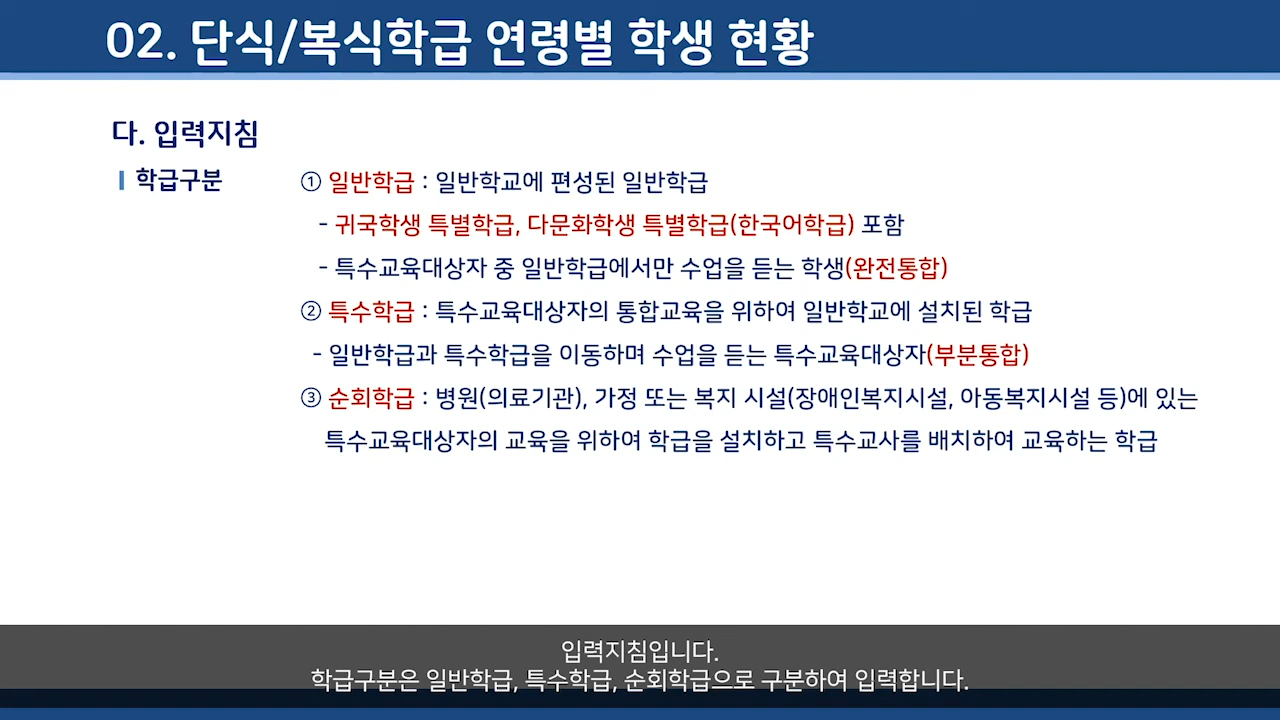 02. 단식/복식학급 연령별 학생 현황
다. 입력지침
학급구분
① 일반학급 : 일반학교에 편성된 일반학급
- 귀국학생 특별학급, 다문화학생 특별학급(한국어학급) 포함
- 특수교육대상자 중 일반학급에서만 수업을 듣는 학생(완전통합)
② 특수학급 : 특수교육대상자의 통합교육을 위하여 일반학교에 설치된 학급
- 일반학급과 특수학급을 이동하며 수업을 듣는 특수교육대상자(부분통합)
③ 순회학급 : 병원(의료기관), 가정 또는 복지 시설(장애인복지시설, 아동복지시설 등)에 있는
특수교육대상자의 교육을 위하여 학급을 설치하고 특수교사를 배치하여 교육하는 학급
입력지침입니다.
학급구분은 일반학급, 특수학급, 순회학급으로 구분하여 입력합니다.